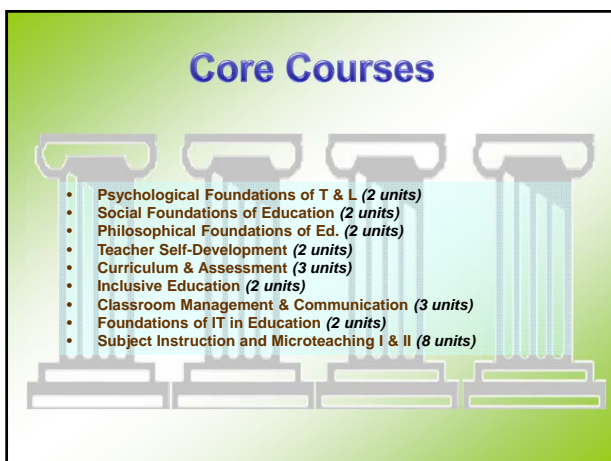 Core Courses
• Psychological Foundations of T & L (2 units)
• Social Foundations of Education (2 units)
• Philosophical Foundations of Ed. (2 units)
• Teacher Self-Development (2 units)
• Curriculum & Assessment (3 units)
• Inclusive Education (2 units)
• Classroom Management & Communication (3 units)
• Foundations of IT in Education (2 units)
• Subject Instruction and Microteaching I & II (8 units)